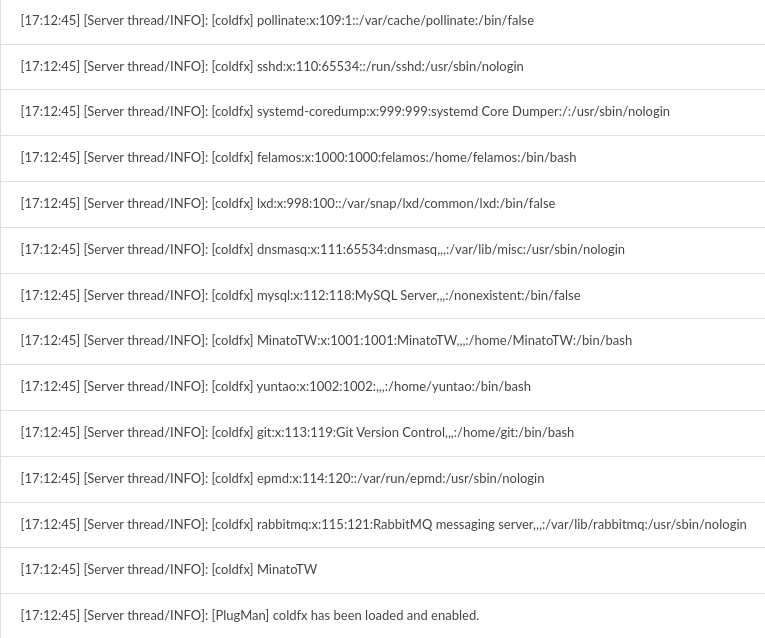 [17:12:45] [Server thread/INFO]: [coldfx] pollinate:x:109:1::/var/cache/pollinate:/bin/false
[17:12:45] [Server thread/INFO]: [coldfx] sshd:x:110:65534::/run/sshd:/usr/sbin/nologin
[17:12:45] [Server thread/INFO]: [coldfx] systemd-coredump:x:999:999:systemd Core Dumper:/:/usr/sbin/nologin
[17:12:45] [Server thread/INFO]: [coldfx] felamos:x:1000:1000:felamos:/home/felamos:/bin/bash
[17:12:45] [Server thread/INFO]: [coldfx] lxd:x:998:100::/var/snap/lxd/common/lxd:/bin/false
[17:12:45] [Server thread/INFO]: [coldfx] dnsmasq:x:111:65534:dnsmasq,,,:/var/lib/misc:/usr/sbin/nologin
[17:12:45] [Server thread/INFO]: [coldfx] mysql:x:112:118:MySQL Server,,,:/nonexistent:/bin/false
[17:12:45] [Server thread/INFO]: [coldfx] MinatoTW:x:1001:1001:MinatoTW,,,:/home/MinatoTW:/bin/bash
[17:12:45] [Server thread/INFO]: [coldfx] yuntao:x:1002:1002:,,,:/home/yuntao:/bin/bash
[17:12:45] [Server thread/INFO]: [coldfx] git:x:113:119:Git Version Control,,,:/home/git:/bin/bash
[17:12:45] [Server thread/INFO]: [coldfx] epmd:x:114:120::/var/run/epmd:/usr/sbin/nologin
[17:12:45] [Server thread/INFO]: [coldfx] rabbitmq:x:115:121:RabbitMQ messaging server,,,:/var/lib/rabbitmq:/usr/sbin/nologin
[17:12:45] [Server thread/INFO]: [coldfx] MinatoTW
[17:12:45] [Server thread/INFO]: [PlugMan] coldfx has been loaded and enabled.